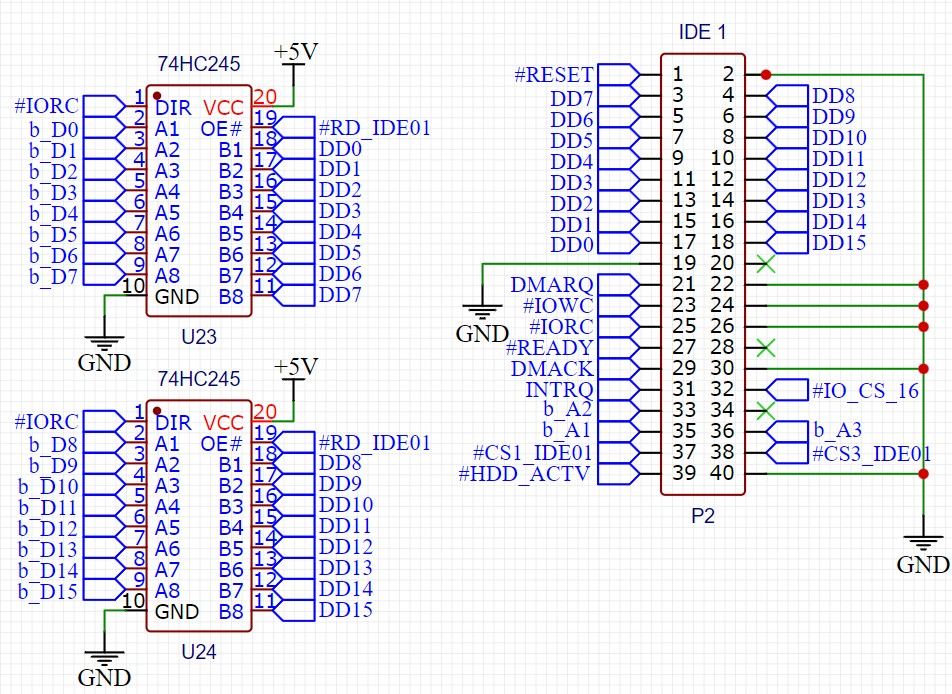 74HC245
+5V
#IORC 1 DIR VCC 20
b_D0 2 A1 OE# 19 #RD_IDE01
b_D1 3 A2 B1 18 DD0
b_D2 4 A3 B2 17 DD1
b_D3 5 A4 B3 16 DD2
b_D4 6 A5 B4 15 DD3
b_D5 7 A6 B5 14 DD4
b_D6 8 A7 B6 13 DD5
b_D7 9 A8 B7 12 DD6
10 GND B8 11 DD7
U23
GND
74HC245
+5V
#IORC 1 DIR VCC 20
b_D8 2 A1 OE# 19 #RD_IDE01
b_D9 3 A2 B1 18 DD8
b_D10 4 A3 B2 17 DD9
b_D11 5 A4 B3 16 DD10
b_D12 6 A5 B4 15 DD11
b_D13 7 A6 B5 14 DD12
b_D14 8 A7 B6 13 DD13
b_D15 9 A8 B7 12 DD14
10 GND B8 11 DD15
U24
GND
IDE 1
#RESET 1 2
DD7 3 4 DD8
DD6 5 6 DD9
DD5 7 8 DD10
DD4 9 10 DD11
DD3 11 12 DD12
DD2 13 14 DD13
DD1 15 16 DD14
DD0 17 18 DD15
19 20
DMARQ 21 22
#IOWC 23 24
#IORC 25 26
#READY 27 28
DMACK 29 30
INTRQ 31 32 #IO_CS_16
b_A2 33 34
b_A1 35 36 b_A3
#CS1_IDE01 37 38 #CS3_IDE01
#HDD_ACTV 39 40
P2
GND
GND